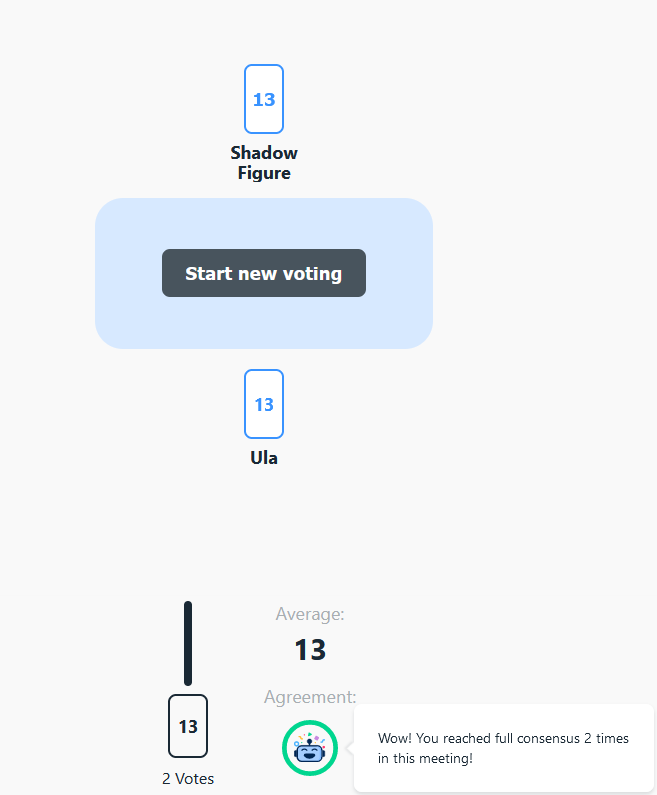 13
Shadow
Figure
Start new voting
13
Ula
Average:
13
Agreement:
13
2 Votes
Wow! You reached full consensus 2 times
in this meeting!